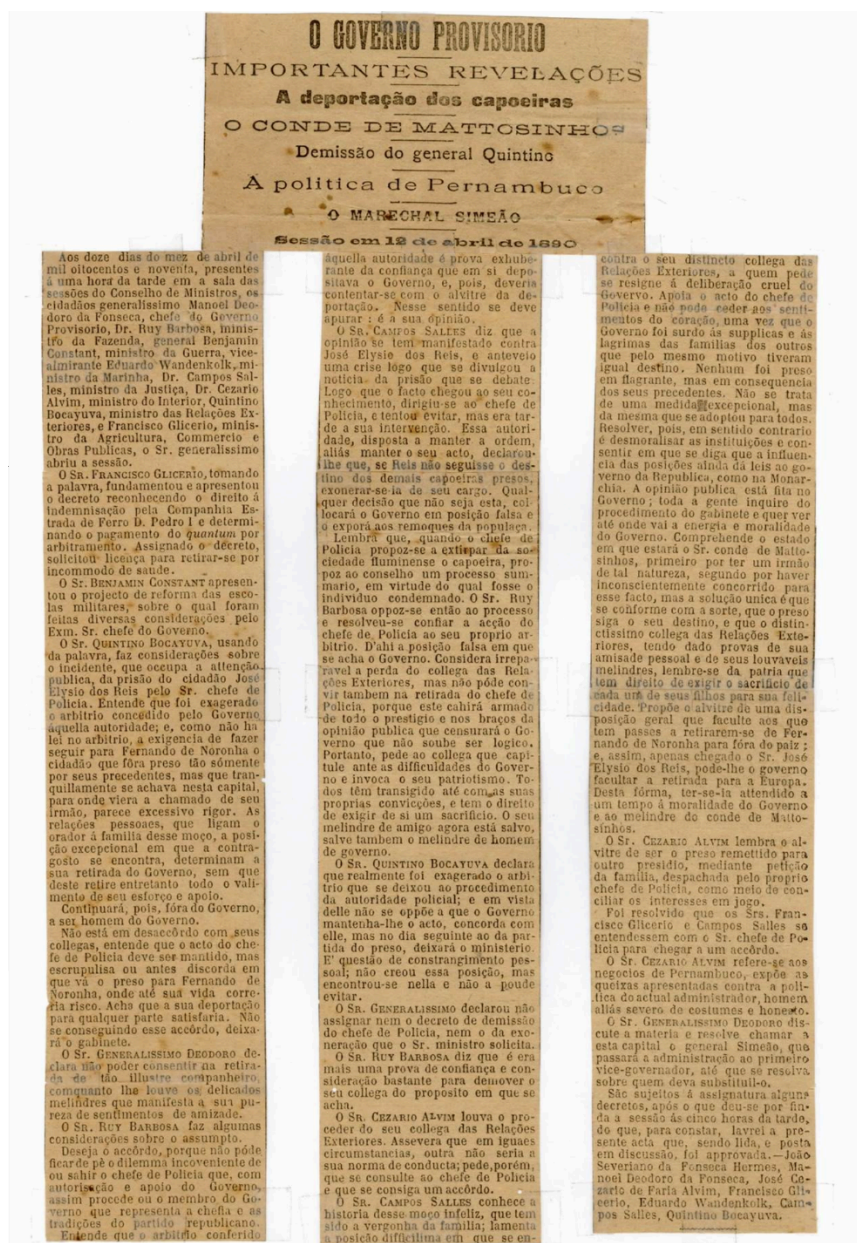 O GOVERNO PROVISORIO
IMPORTANTES REVELAÇÕES
A deportação dos capoeiras
O CONDE DE MATTOSINHOS
Demissão do general Quintino
A politica de Pernambuco
O MARECHAL SIMEÃO
Sessão em 12 de abril de 1890
Aos doze dias do mez de abril de
mil oitocentos e noventa, presentes
á uma hora da tarde em a sala das
sessões do Conselho de Ministros, os
cidadãos generalissimo Manoel Deo-
doro da Fonseca, chefe do Governo
Provisorio, Dr. Ruy Barbosa, minis-
tro da Fazenda, general Benjamin
Constant, ministro da Guerra, vice-
almirante Eduardo Wandenkolk, mi-
nistro da Marinha, Dr. Campos Sal-
les, ministro da Justiça, Dr. Cezario
Alvim, ministro do Interior, Quintino
Bocayuva, ministro das Relações Ex-
teriores, e Francisco Glicerio, minis-
tro da Agricultura, Commercio e
Obras Publicas, o Sr. generalissimo
abriu a sessão.
O SR. FRANCISCO GLICERIO, tomando
a palavra, fundamentou e apresentou
o decreto reconhecendo o direito á
indemnisação pela Companhia Es-
trada de Ferro D. Pedro I e determi-
nando o pagamento do quantum por
arbitramento. Assignado o decreto,
solicitou licença para retirar-se por
incommodo de saude.
O SR. BENJAMIN CONSTANT apresen-
tou o projecto de reforma das esco-
las militares, sobre o qual foram
feitas diversas considerações pelo
Exm. Sr. chefe do Governo.
O SR. QUINTINO BOCAYUVA, usando
da palavra, faz considerações sobre
o incidente, que occupa a attenção
publica, da prisão do cidadão José
Elysio dos Reis pelo Sr. chefe de
Policia. Entende que foi exagerado
o arbitrio concedido pelo Governo
áquella autoridade; e, como não ha
lei no arbitrio, a exigencia de fazer
seguir para Fernando de Noronha o
cidadão que fôra preso tão sómente
por seus precedentes, mas que tran-
quillamente se achava nesta capital,
para onde viera a chamado de seu
irmão, parece excessivo rigor. As
relações pessoaes, que ligam o
orador á familia desse moço, a posi-
ção excepcional em que a contra-
gosto se encontra, determinam a
sua retirada do Governo, sem que
deste retire entretanto todo o vali-
mento de seu esforço e apoio.
Continuará, pois, fóra do Governo,
a ser homem do Governo.
Não está em desaccôrdo com seus
collegas, entende que o acto do che-
fe de Policia deve ser mantido, mas
escrupulisa ou antes discorda em
que vá o preso para Fernando de
Noronha, onde até sua vida corre-
ria risco. Acha que a sua deportação
para qualquer parte satisfaria. Não
se conseguindo esse accôrdo, deixa-
rá o gabinete.
O SR. GENERALISSIMO DEODORO de-
clara não poder consentir na retira-
da de tão illustre companheiro,
comquanto lhe louve os delicados
melindres que manifesta a sua pu-
reza de sentimentos de amizade.
O SR. RUY BARBOSA faz algumas
considerações sobre o assumpto.
Deseja o accôrdo, porque não póde
ficar de pé o dilemma incoveniente de
ou sahir o chefe de Policia que, com
autorisação e apoio do Governo,
assim procede ou o membro do Go-
verno que representa a chefia e as
tradições do partido republicano.
Entende que o arbitrio conferido
áquella autoridade é prova exhube-
rante da confiança que em si depo-
sitava o Governo, e, pois, deveria
contentar-se com o alvitre da de-
portação. Nesse sentido se deve
apurar : é a sua opinião.
O SR. CAMPOS SALLES diz que a
opinião se tem manifestado contra
José Elysio dos Reis, e anteveio
uma crise logo que se divulgou a
noticia da prisão que se debate.
Logo que o facto chegou ao seu co-
nhecimento, dirigiu-se ao chefe de
Policia, e tentou evitar, mas era tar-
de a sua intervenção. Essa autori-
dade, disposta a manter a ordem,
aliás manter o seu acto, declarou-
lhe que, se Reis não seguisse o des-
tino dos demais capoeiras presos,
exonerar-se-ia de seu cargo. Qual-
quer decisão que não seja esta, col-
locará o Governo em posição falsa e
o exporá aos remoques da populaça.
Lembra que, quando o chefe de
Policia propoz-se a extirpar da so-
ciedade fluminense o capoeira, pro-
poz ao conselho um processo sum-
mario, em virtude do qual fosse o
individuo condemnado. O Sr. Ruy
Barbosa oppoz-se então ao processo
e resolveu-se confiar a acção do
chefe de Policia ao seu proprio ar-
bitrio. D'ahi a posição falsa em que
se acha o Governo. Considera irrepa-
ravel a perda do collega das Rela-
ções Exteriores, mas não póde con-
vir tambem na retirada do chefe de
Policia, porque este cahirá armado
de todo o prestigio e nos braços da
opinião publica que censurará o Go-
verno que não soube ser logico.
Portanto, pede ao collega que capi-
tule ante as difficuldades do Gover-
no e invoca o seu patriotismo. To-
dos têm transigido até com as suas
proprias convicções, e tem o direito
de exigir de si um sacrificio. O seu
melindre de amigo agora está salvo,
salve tambem o melindre de homem
de governo.
O SR. QUINTINO BOCAYUVA declara
que realmente foi exagerado o arbi-
trio que se deixou ao procedimento
da autoridade policial; e em vista
delle não se oppõe a que o Governo
mantenha-lhe o acto, concorda com
elle, mas no dia seguinte ao da par-
tida do preso, deixará o ministerio.
E' questão de constrangimento pes-
soal; não creou essa posição, mas
encontrou-se nella e não a poude
evitar.
O SR. GENERALISSIMO declarou não
assignar nem o decreto de demissão
do chefe de Policia, nem o da exo-
neração que o Sr. ministro solicita.
O SR. RUY BARBOSA diz que é era
mais uma prova de confiança e con-
sideração bastante para demover o
seu collega do proposito em que se
acha.
O SR. CEZARIO ALVIM louva o pro-
ceder do seu collega das Relações
Exteriores. Assevera que em iguaes
circumstancias, outra não seria a
sua norma de conducta; pede, porém,
que se consulte ao chefe de Policia
e que se consiga um accôrdo.
O SR. CAMPOS SALLES conhece a
historia desse moço infeliz, que tem
sido a vergonha da familia; lamenta
a posição difficilima em que se en-
contra o seu distincto collega das
Relações Exteriores, a quem pede
se resigne á deliberação cruel do
Govervo. Apoia o acto do chefe de
Policia e não póde ceder aos senti-
mentos do coração, uma vez que o
Governo foi surdo ás supplicas e ás
lagrimas das familias dos outros
que pelo mesmo motivo tiveram
igual destino. Nenhum foi preso
em flagrante, mas em consequencia
dos seus precedentes. Não se trata
de uma medida excepcional, mas
da mesma que se adoptou para todos.
Resolver, pois, em sentido contrario
é desmoralisar as instituições e con-
sentir em que se diga que a influen-
cia das posições ainda dá leis ao go-
verno da Republica, como na Monar-
chia. A opinião publica está fita no
Governo ; toda a gente inquire do
procedimento do gabinete e quer ver
até onde vai a energia e moralidade
do Governo. Comprehende o estado
em que estará o Sr. conde de Matto-
sinhos, primeiro por ter um irmão
de tal natureza, segundo por haver
inconscientemente concorrido para
esse facto, mas a solução unica é que
se conforme com a sorte, que o preso
siga o seu destino, e que o distin-
ctissimo collega das Relações Exte-
riores, tendo dado provas de sua
amisade pessoal e de seus louvaveis
melindres, lembre-se da patria que
tem direito de exigir o sacrificio de
cada um de seus filhos para sua feli-
cidade. Propõe o alvitre de uma dis-
posição geral que faculte aos que
tem passes a retirarem-se de Fer-
nando de Noronha para fóra do paiz ;
e, assim, apenas chegado o Sr. José
Elysio dos Reis, póde-lhe o governo
facultar a retirada para a Europa.
Desta fórma, ter-se-ia attendido a
um tempo á moralidade do Governo
e ao melindre do conde de Matto-
sinhos.
O SR. CEZARIO ALVIM lembra o al-
vitre de ser o preso remettido para
outro presidio mediante petição
da familia, despachada pelo proprio
chefe de Policia, como meio de con-
ciliar os interesses em jogo.
Foi resolvido que os Srs. Fran-
cisco Glicerio e Campos Salles se
entendessem com o Sr. chefe de Po-
licia para chegar a um accôrdo.
O SR. CEZARIO ALVIM refere-se aos
negocios de Pernambuco, expõe as
queixas apresentadas contra a poli-
tica do actual administrador, homem
aliás severo de costumes e honesto.
O SR. GENERALISSIMO DEODORO dis-
cute a materia e resolve chamar a
esta capital o general Simeão, que
passará a administração ao primeiro
vice-governador, até que se resolva
sobre quem deva substituil-o.
São sujeitos á assignatura alguns
decretos, após o que deu-se por fin-
da a sessão ás cinco horas da tarde,
do que, para constar, lavrei a pre-
sente acta que, sendo lida, e posta
em discussão, foi approvada.—João
Severiano da Fonseca Hermes, Ma-
noel Deodoro da Fonseca, José Ce-
zario de Faria Alvim, Francisco Gli-
cerio, Eduardo Wandenkolk, Cam-
pos Salles, Quintino Bocayuva.